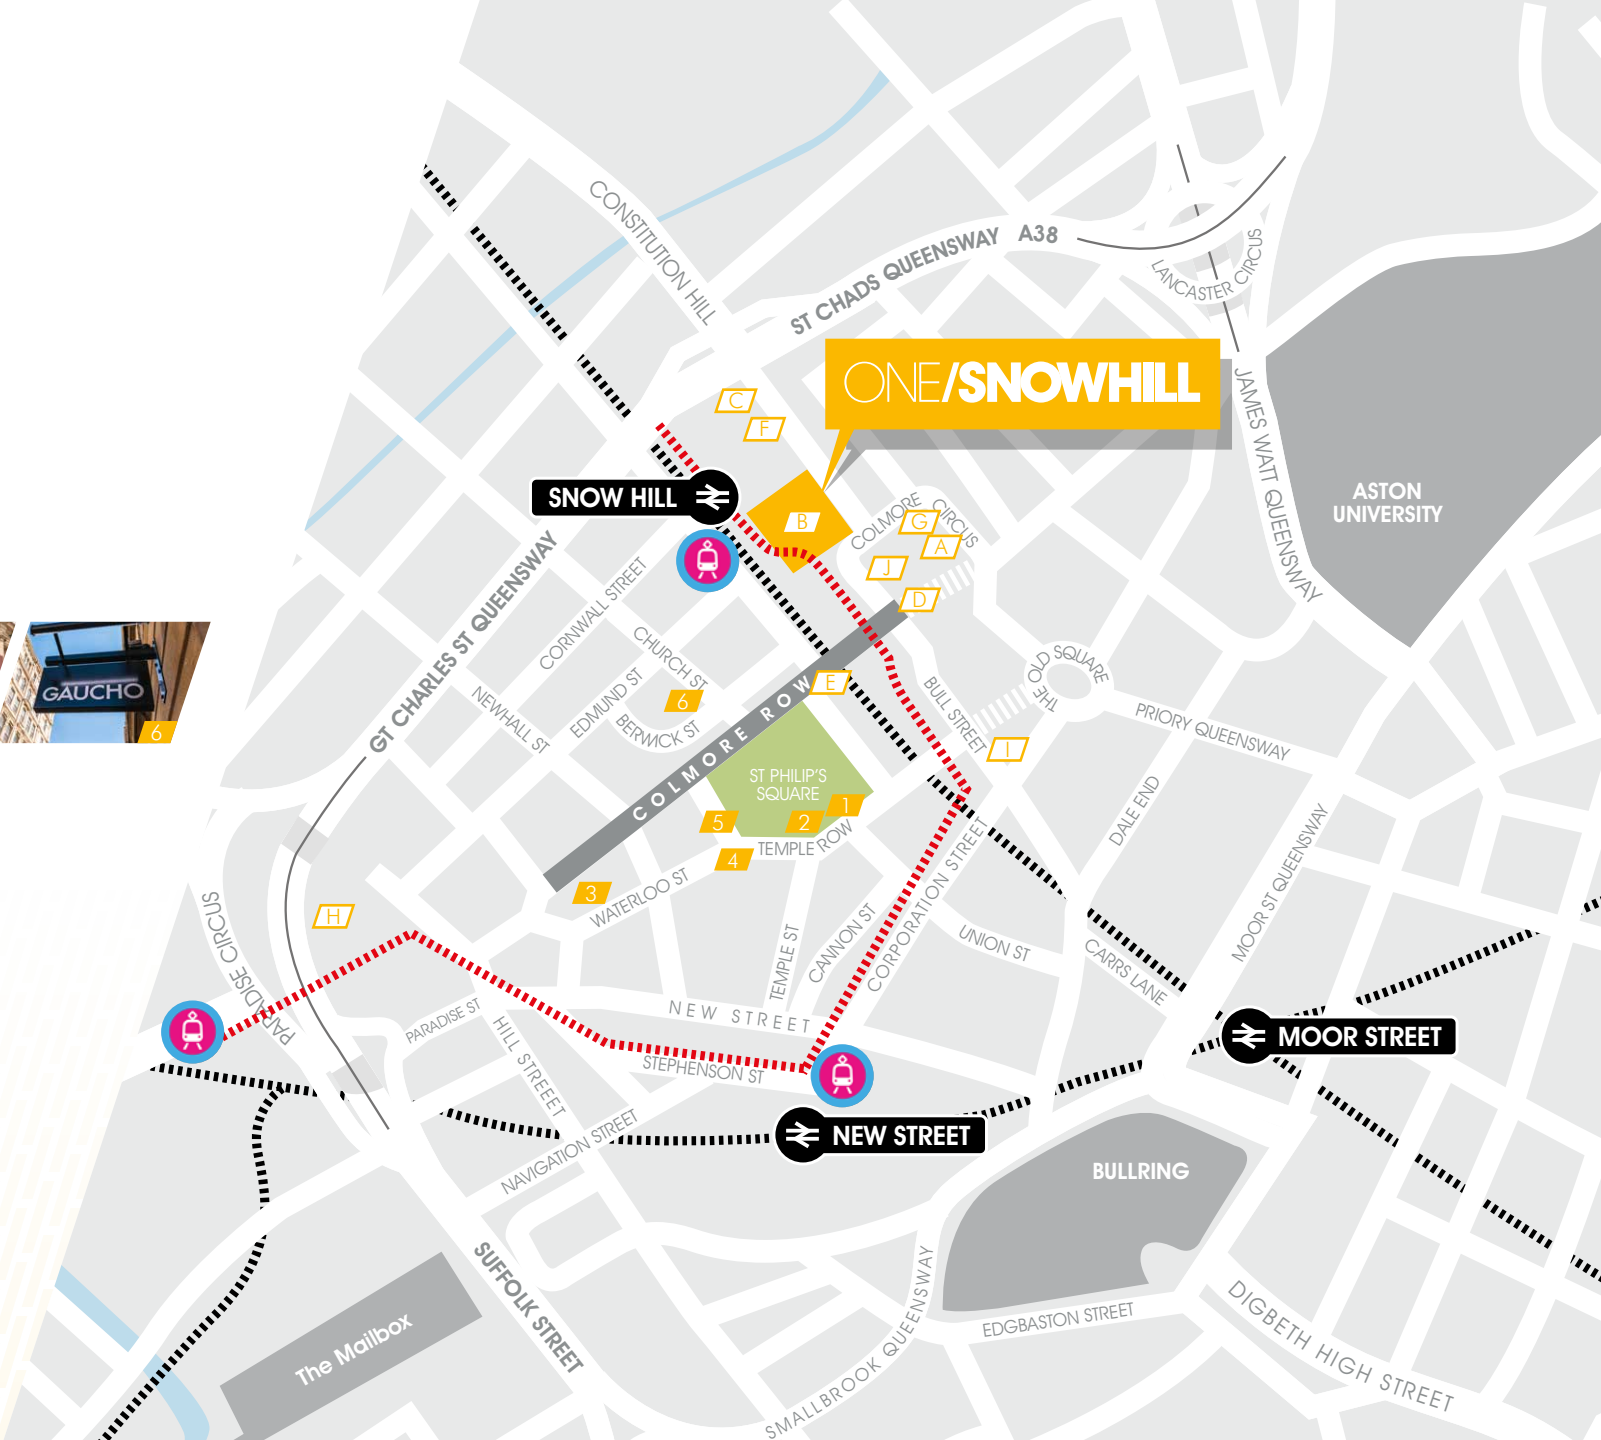 CONSTITUTION HILL
ST CHADS QUEENSWAY A38
LANCASTER CIRCUS
ONE/SNOWHILL
C
F
SNOW HILL
B
COLMORE CIRCUS
G
A
J
D
JAMES WATT QUEENSWAY
ASTON
UNIVERSITY
GT CHARLES ST QUEENSWAY
CORNWALL STREET
CHURCH ST
EDMUND ST
NEWHALL ST
BERWICK ST
6
GAUCHO
6
COLMORE ROW
E
BULL STREET
THE OLD SQUARE
PRIORY QUEENSWAY
I
ST PHILIP'S
SQUARE
1
2
5
TEMPLE ROW
4
3
WATERLOO ST
DALE END
MOOR ST QUEENSWAY
H
PARADISE CIRCUS
TEMPLE ST
CANNON ST
CORPORATION STREET
UNION ST
CARRS LANE
PARADISE ST
NEW STREET
HILL STREEET
STEPHENSON ST
MOOR STREET
NEW STREET
NAVIGATION STREET
BULLRING
SUFFOLK STREET
The Mailbox
SMALLBROOK QUEENSWAY
EDGBASTON STREET
DIGBETH HIGH STREET